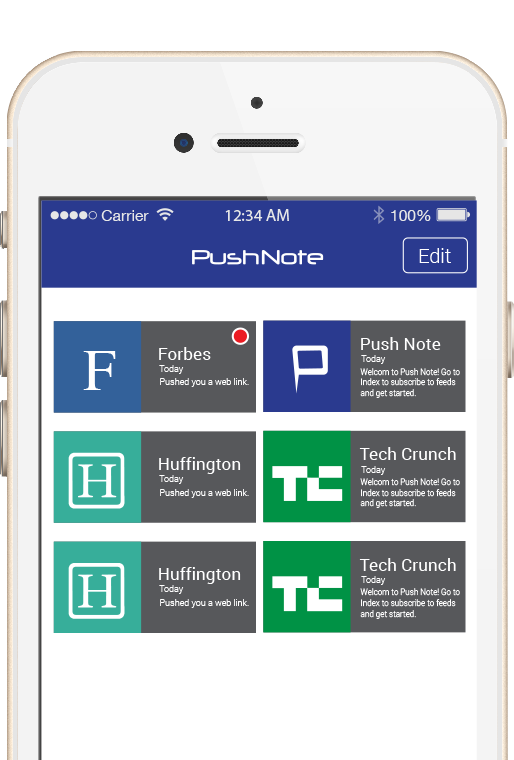 Carrier 12:34 AM 100%
PushNote
Edit
F
Forbes
Today
Pushed you a web link.
Push Note
Today
Welcom to Push Note! Go to
Index to subscribe to feeds
and get started.
H
Huffington
Today
Pushed you a web link.
TC
Tech Crunch
Today
Welcom to Push Note! Go to
Index to subscribe to feeds
and get started.
H
Huffington
Today
Pushed you a web link.
TC
Tech Crunch
Today
Welcom to Push Note! Go to
Index to subscribe to feeds
and get started.